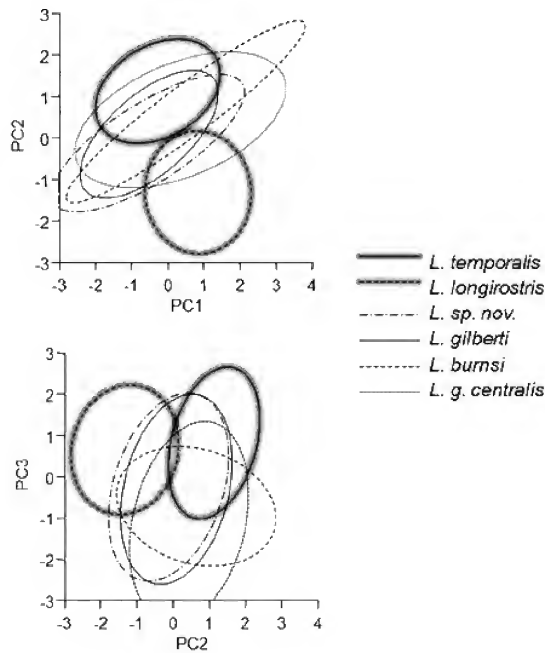 3
2
1
0
-1
-2
-3
PC2
-3 -2 -1 0 1 2 3 4
PC1
L. temporalis
L. longirostris
L. sp. nov.
L. gilberti
L. burnsi
L. g. centralis
3
2
1
0
-1
-2
-3
PC3
-3 -2 -1 0 1 2 3 4
PC2